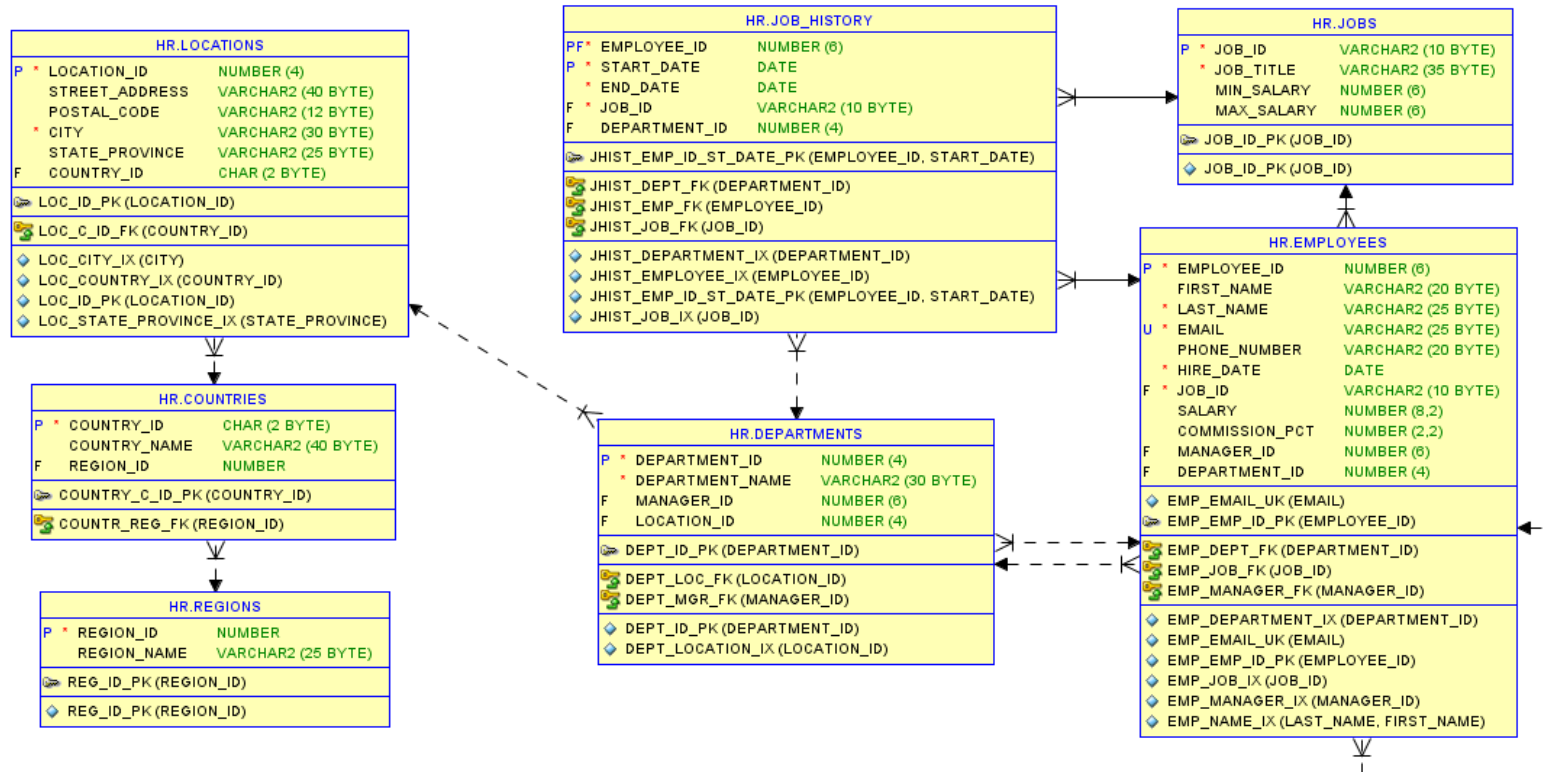 HR.LOCATIONS
P * LOCATION_ID NUMBER (4)
STREET_ADDRESS VARCHAR2 (40 BYTE)
POSTAL_CODE VARCHAR2 (12 BYTE)
* CITY VARCHAR2 (30 BYTE)
STATE_PROVINCE VARCHAR2 (25 BYTE)
F COUNTRY_ID CHAR (2 BYTE)
LOC_ID_PK (LOCATION_ID)
LOC_C_ID_FK (COUNTRY_ID)
LOC_CITY_IX (CITY)
LOC_COUNTRY_IX (COUNTRY_ID)
LOC_ID_PK (LOCATION_ID)
LOC_STATE_PROVINCE_IX (STATE_PROVINCE)
HR.COUNTRIES
P * COUNTRY_ID CHAR (2 BYTE)
COUNTRY_NAME VARCHAR2 (40 BYTE)
F REGION_ID NUMBER
COUNTRY_C_ID_PK (COUNTRY_ID)
COUNTR_REG_FK (REGION_ID)
HR.REGIONS
P * REGION_ID NUMBER
REGION_NAME VARCHAR2 (25 BYTE)
REG_ID_PK (REGION_ID)
REG_ID_PK (REGION_ID)
HR.JOB_HISTORY
PF* EMPLOYEE_ID NUMBER (6)
P * START_DATE DATE
* END_DATE DATE
F * JOB_ID VARCHAR2 (10 BYTE)
F DEPARTMENT_ID NUMBER (4)
JHIST_EMP_ID_ST_DATE_PK (EMPLOYEE_ID, START_DATE)
JHIST_DEPT_FK (DEPARTMENT_ID)
JHIST_EMP_FK (EMPLOYEE_ID)
JHIST_JOB_FK (JOB_ID)
JHIST_DEPARTMENT_IX (DEPARTMENT_ID)
JHIST_EMPLOYEE_IX (EMPLOYEE_ID)
JHIST_EMP_ID_ST_DATE_PK (EMPLOYEE_ID, START_DATE)
JHIST_JOB_IX (JOB_ID)
HR.DEPARTMENTS
P * DEPARTMENT_ID NUMBER (4)
* DEPARTMENT_NAME VARCHAR2 (30 BYTE)
F MANAGER_ID NUMBER (6)
F LOCATION_ID NUMBER (4)
DEPT_ID_PK (DEPARTMENT_ID)
DEPT_LOC_FK (LOCATION_ID)
DEPT_MGR_FK (MANAGER_ID)
DEPT_ID_PK (DEPARTMENT_ID)
DEPT_LOCATION_IX (LOCATION_ID)
HR.JOBS
P * JOB_ID VARCHAR2 (10 BYTE)
* JOB_TITLE VARCHAR2 (35 BYTE)
MIN_SALARY NUMBER (6)
MAX_SALARY NUMBER (6)
JOB_ID_PK (JOB_ID)
JOB_ID_PK (JOB_ID)
HR.EMPLOYEES
P * EMPLOYEE_ID NUMBER (6)
FIRST_NAME VARCHAR2 (20 BYTE)
* LAST_NAME VARCHAR2 (25 BYTE)
U * EMAIL VARCHAR2 (25 BYTE)
PHONE_NUMBER VARCHAR2 (20 BYTE)
* HIRE_DATE DATE
F * JOB_ID VARCHAR2 (10 BYTE)
SALARY NUMBER (8,2)
COMMISSION_PCT NUMBER (2,2)
F MANAGER_ID NUMBER (6)
F DEPARTMENT_ID NUMBER (4)
EMP_EMAIL_UK (EMAIL)
EMP_EMP_ID_PK (EMPLOYEE_ID)
EMP_DEPT_FK (DEPARTMENT_ID)
EMP_JOB_FK (JOB_ID)
EMP_MANAGER_FK (MANAGER_ID)
EMP_DEPARTMENT_IX (DEPARTMENT_ID)
EMP_EMAIL_UK (EMAIL)
EMP_EMP_ID_PK (EMPLOYEE_ID)
EMP_JOB_IX (JOB_ID)
EMP_MANAGER_IX (MANAGER_ID)
EMP_NAME_IX (LAST_NAME, FIRST_NAME)